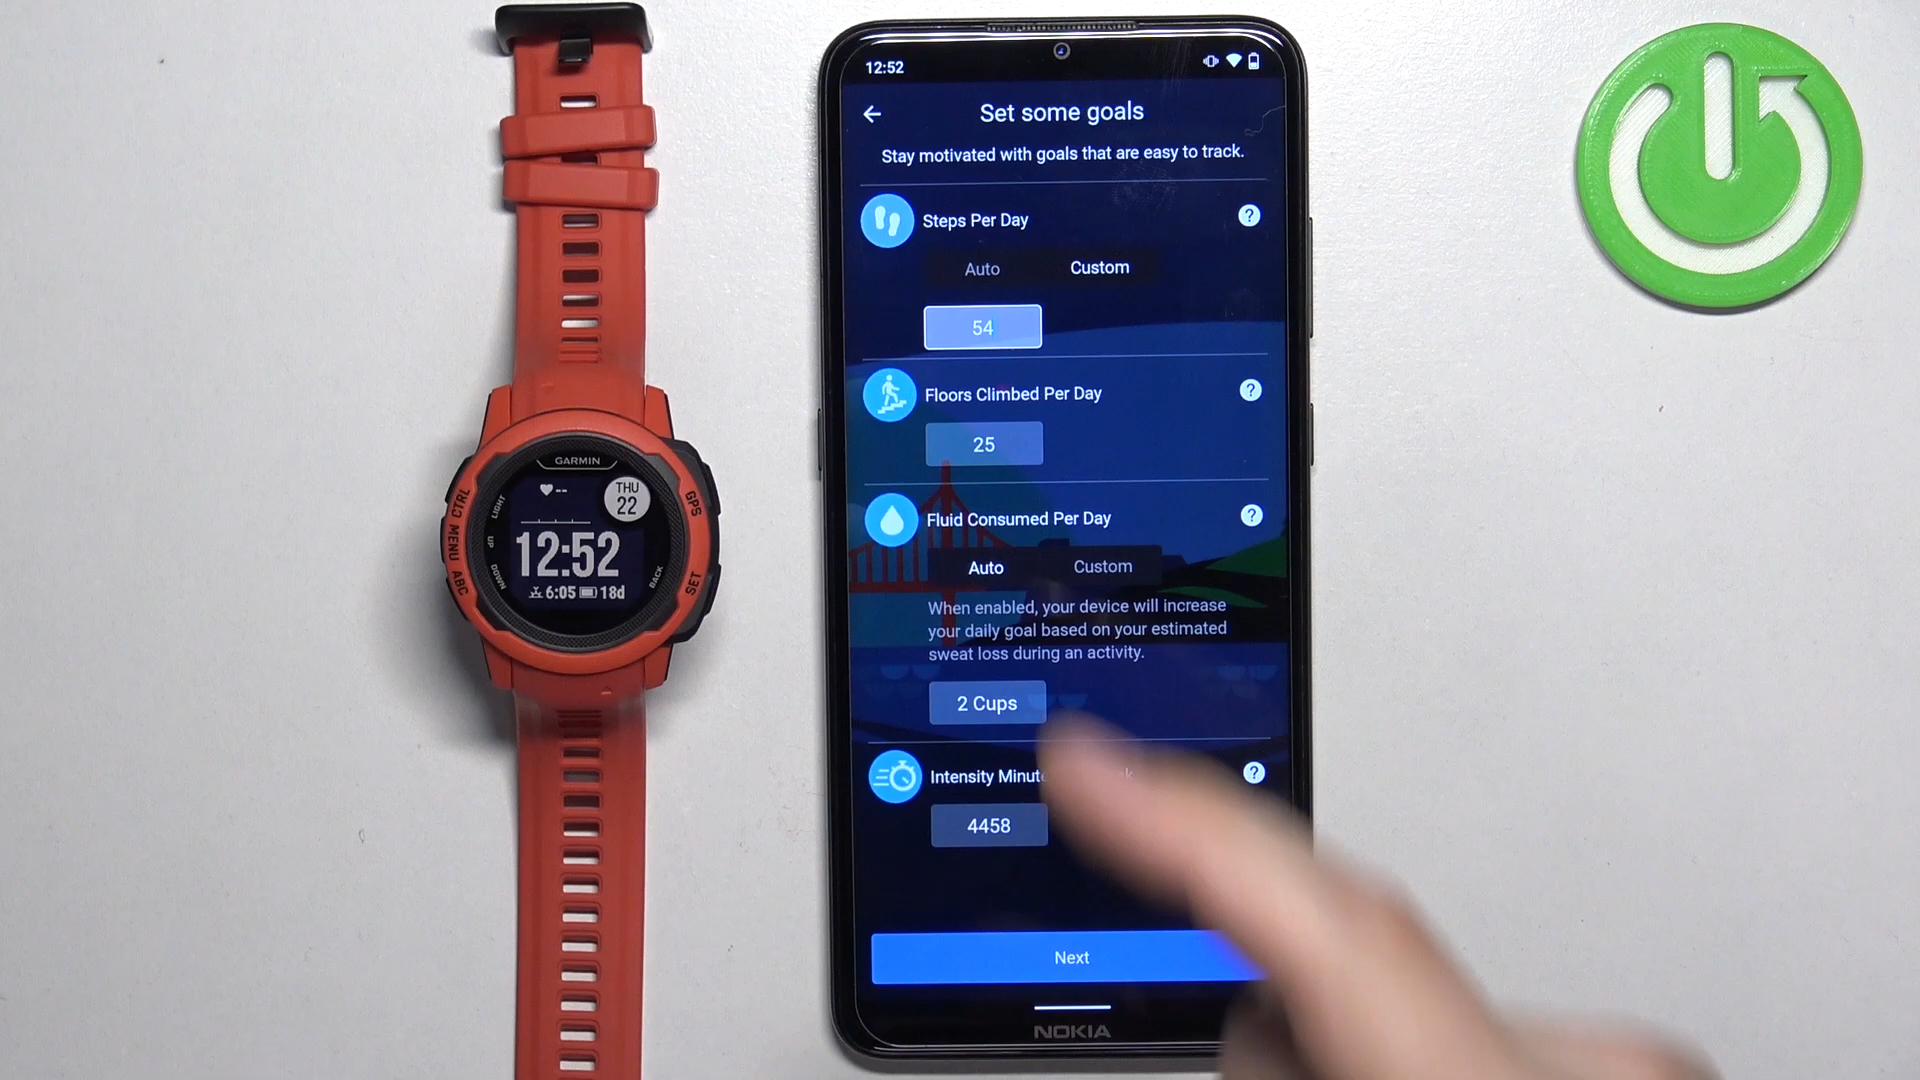 GARMIN
THU
22
12:52
6:05 18d
LIGHT
UP
DOWN
BACK
CTRL
MENU
ABC
GPS
SET
12:52
Set some goals
Stay motivated with goals that are easy to track.
Steps Per Day
?
Auto Custom
54
Floors Climbed Per Day
?
25
Fluid Consumed Per Day
?
Auto Custom
When enabled, your device will increase
your daily goal based on your estimated
sweat loss during an activity.
2 Cups
Intensity
?
4458
Next
NOKIA